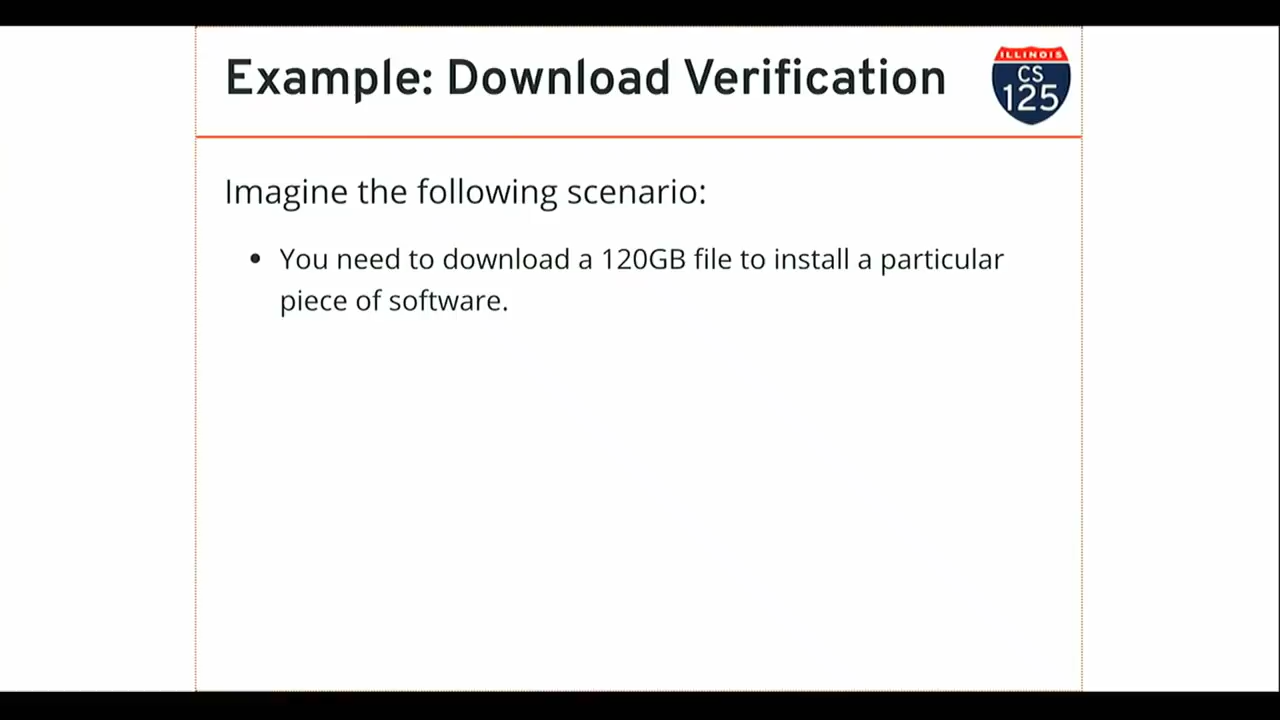 Example: Download Verification
ILLINOIS
CS
125
Imagine the following scenario:
• You need to download a 120GB file to install a particular
piece of software.